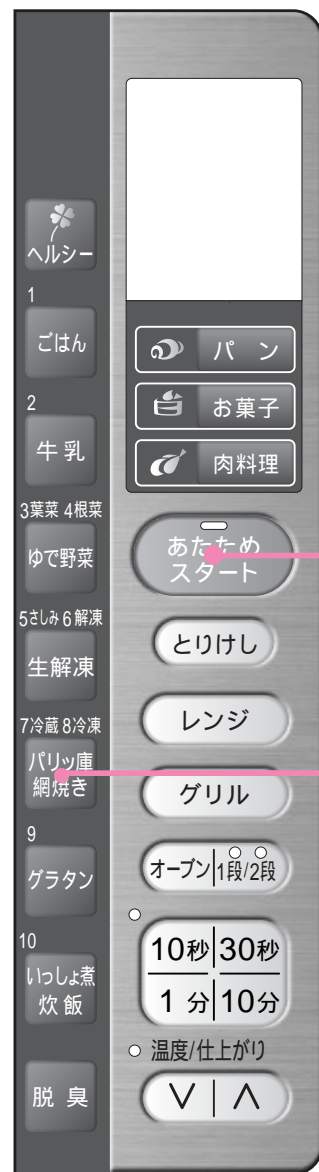 ヘルシー
1
ごはん
2
牛乳
3葉菜 4根菜
ゆで野菜
5さしみ 6解凍
生解凍
7冷蔵 8冷凍
パリッ庫
網焼き
9
グラタン
10
いっしょ煮
炊飯
脱臭
パン
お菓子
肉料理
あたため
スタート
とりけし
レンジ
グリル
オーブン 1段/2段
10秒 30秒
1分 10分
温度/仕上がり